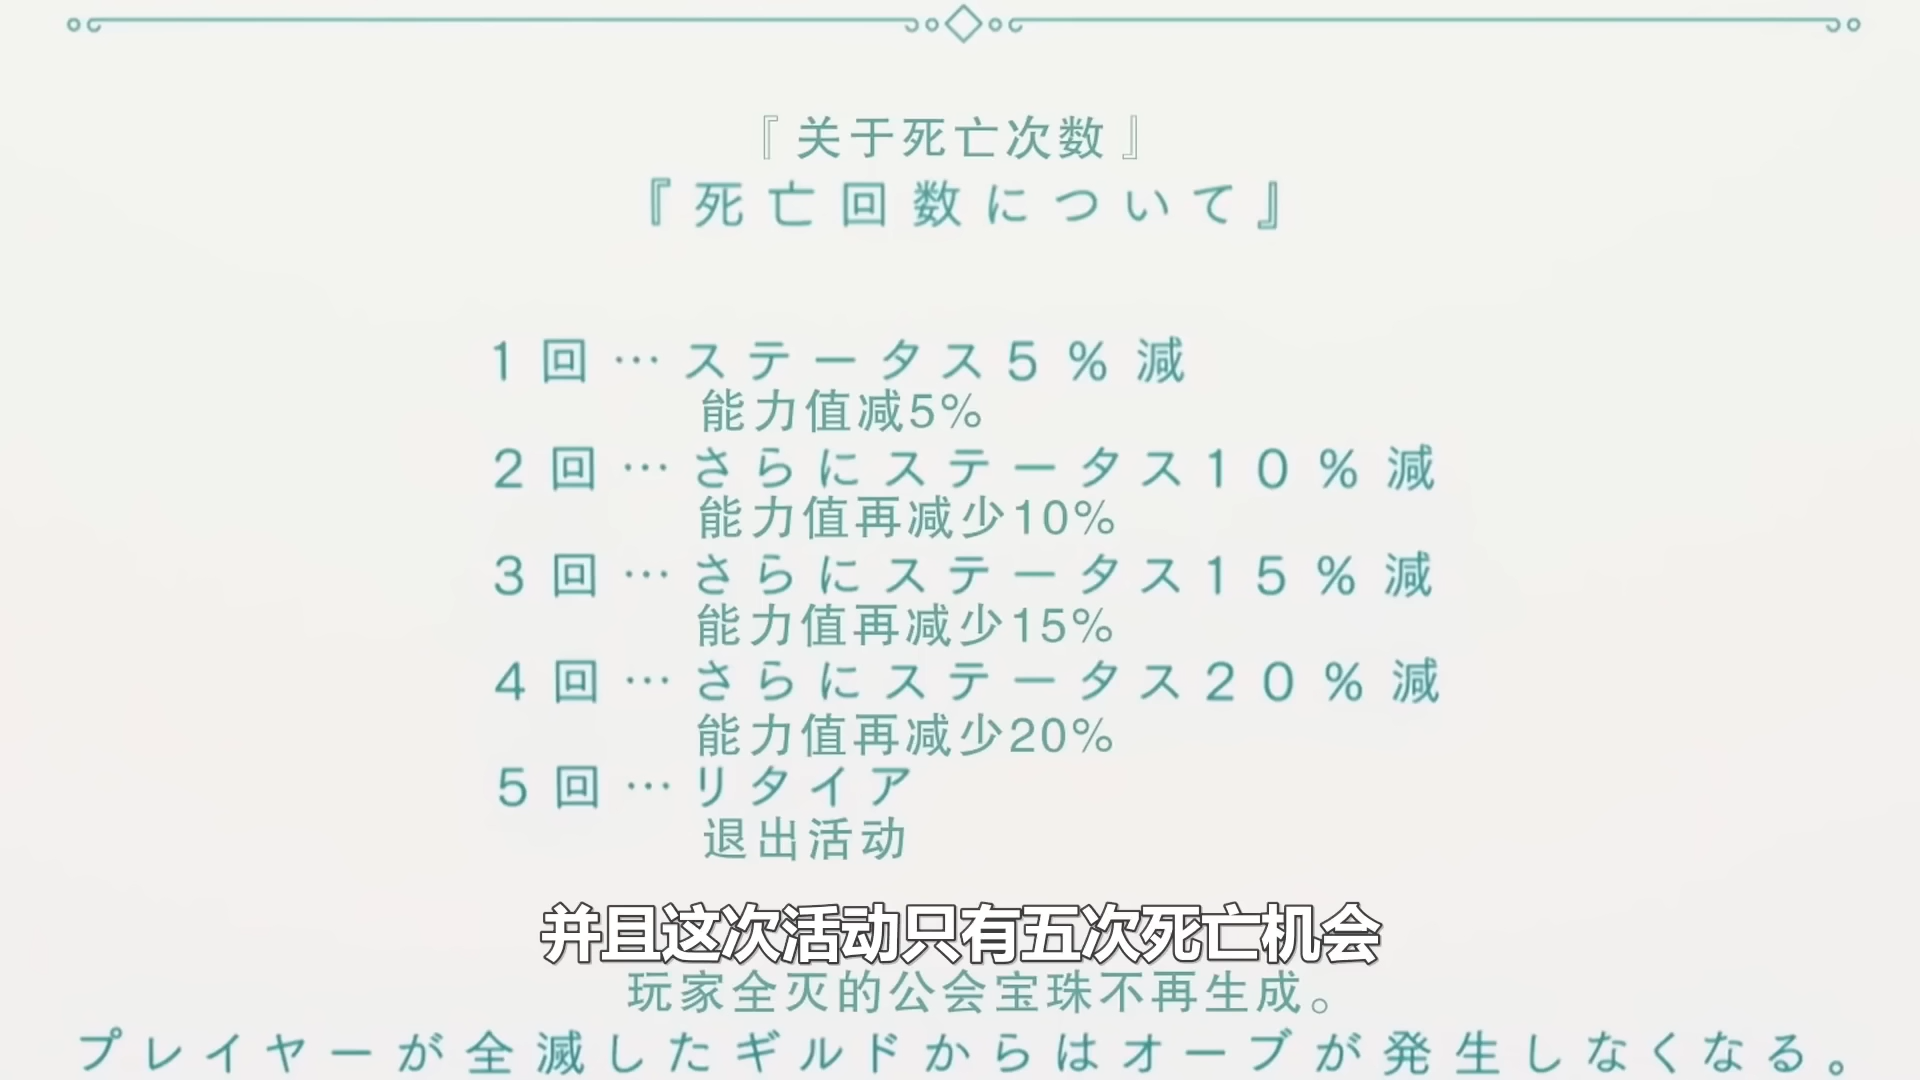 『关于死亡次数』
『死亡回数について』
1回…ステータス5%減
能力值减5%
2回…さらにステータス10%減
能力值再减少10%
3回…さらにステータス15%減
能力值再减少15%
4回…さらにステータス20%減
能力值再减少20%
5回…リタイア
退出活动
并且这次活动只有五次死亡机会
玩家全灭的公会宝珠不再生成。
プレイヤーが全滅したギルドからはオーブが発生しなくなる。